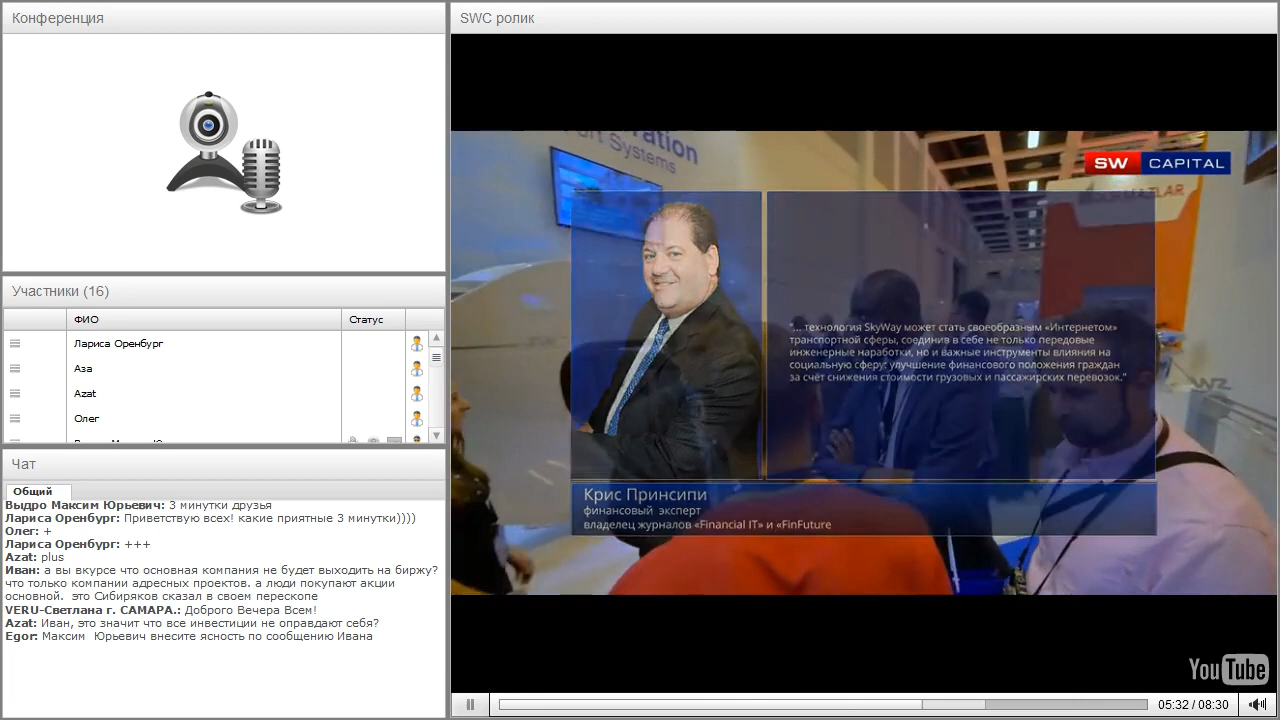 Конференция
Участники (16)
ФИО
Статус
Лариса Оренбург
Аза
Azat
Олег
Чат
Общий
Выдро Максим Юрьевич: 3 минутки друзья
Лариса Оренбург: Приветствую всех! какие приятные 3 минутки))))
Олег: +
Лариса Оренбург: +++
Azat: plus
Иван: а вы вкурсе что основная компания не будет выходить на биржу?
что только компании адресных проектов. а люди покупают акции
основной. это Сибиряков сказал в своем перескопе
VERU-Светлана г. САМАРА.: Доброго Вечера Всем!
Azat: Иван, это значит что все инвестиции не оправдают себя?
Egor: Максим Юрьевич внесите ясность по сообщению Ивана
SWC ролик
Systems
SW CAPITAL
"... технология SkyWay может стать своеобразным «Интернетом»
транспортной сферы, соединив в себе не только передовые
инженерные наработки, но и важные инструменты влияния на
социальную сферу: улучшение финансового положения граждан
за счёт снижения стоимости грузовых и пассажирских перевозок."
Крис Принсипи
финансовый эксперт
владелец журналов «Financial IT» и «FinFuture
YouTube
05:32 / 08:30